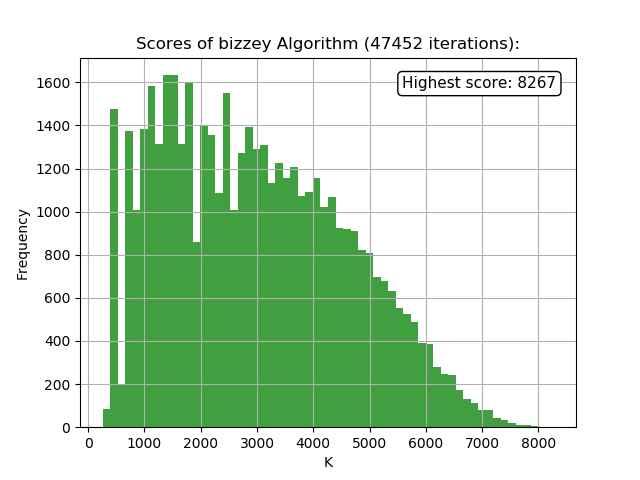 Scores of bizzey Algorithm (47452 iterations):
Highest score: 8267
1600
1400
1200
1000
800
600
400
200
0
Frequency
0 1000 2000 3000 4000 5000 6000 7000 8000
K